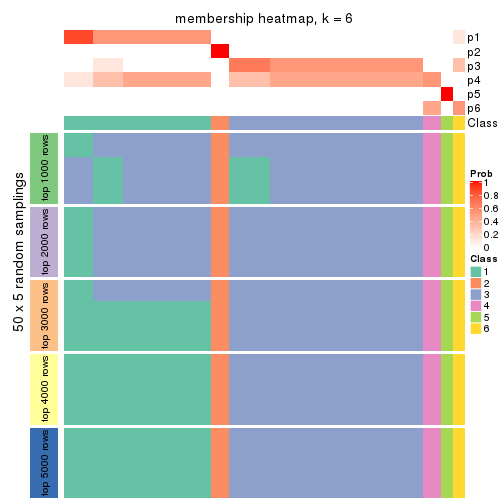 membership heatmap, k = 6
p1
p2
p3
p4
p5
p6
Class
50 x 5 random samplings
top 1000 rows
top 2000 rows
top 3000 rows
top 4000 rows
top 5000 rows
Prob
1
0.8
0.6
0.4
0.2
0
Class
1
2
3
4
5
6